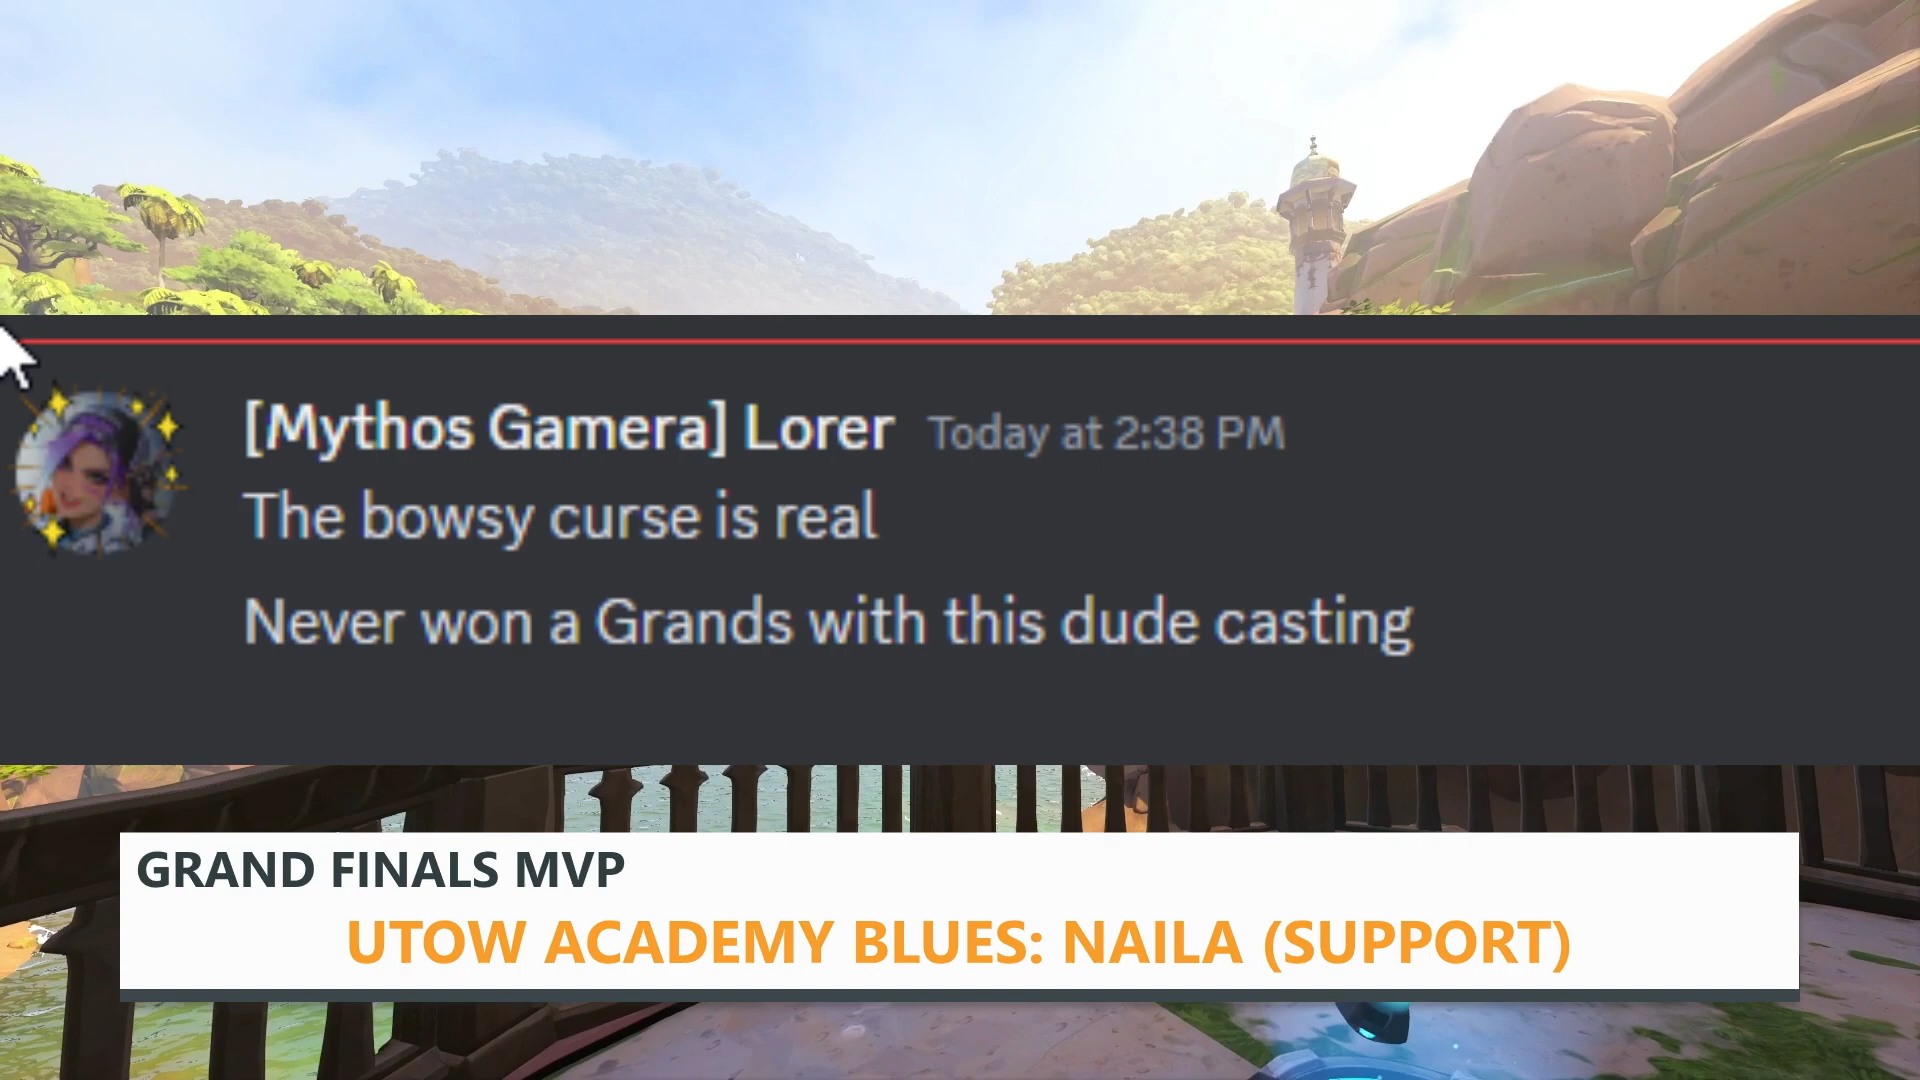 [Mythos Gamera] Lorer Today at 2:38 PM
The bowsy curse is real
Never won a Grands with this dude casting
GRAND FINALS MVP
UTOW ACADEMY BLUES: NAILA (SUPPORT)